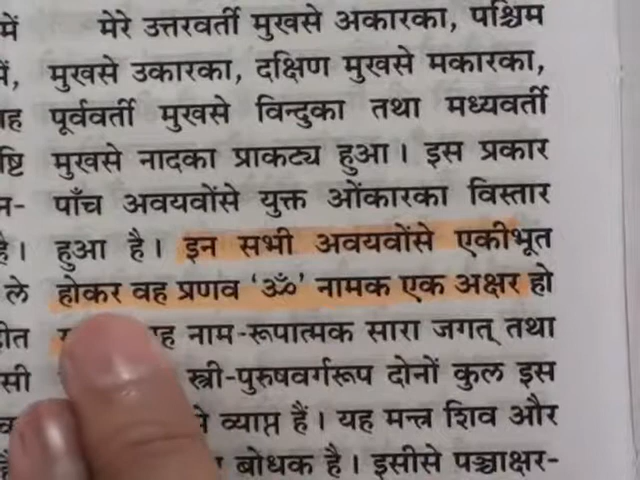 में मेरे उत्तरवर्ती मुखसे अकारका, पश्चिम
में, मुखसे उकारका, दक्षिण मुखसे मकारका,
ाह पूर्ववर्ती मुखसे विन्दुका तथा मध्यवर्ती
ष्टि मुखसे नादका प्राकट्य हुआ। इस प्रकार
न- पाँच अवयवोंसे युक्त ओंकारका विस्तार
है। हुआ है। इन सभी अवयवोंसे एकीभूत
ले होकर वह प्रणव ‘ॐ’ नामक एक अक्षर हो
नाम-रूपात्मक सारा जगत् तथा
सी स्त्री-पुरुषवर्गरूप दोनों कुल इस
व्याप्त हैं। यह मन्त्र शिव और
बोधक है। इसीसे पञ्चाक्षर-